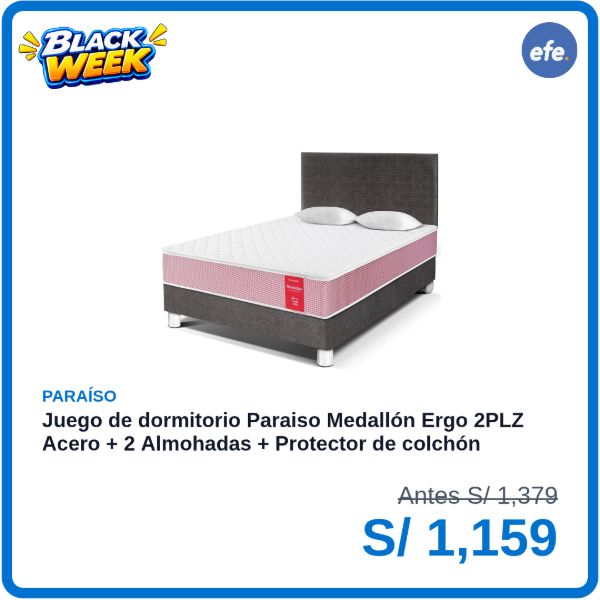 BLACK
WEEK
efe.
PARAÍSO
Juego de dormitorio Paraiso Medallón Ergo 2PLZ
Acero + 2 Almohadas + Protector de colchón
Antes S/ 1,379
S/ 1,159